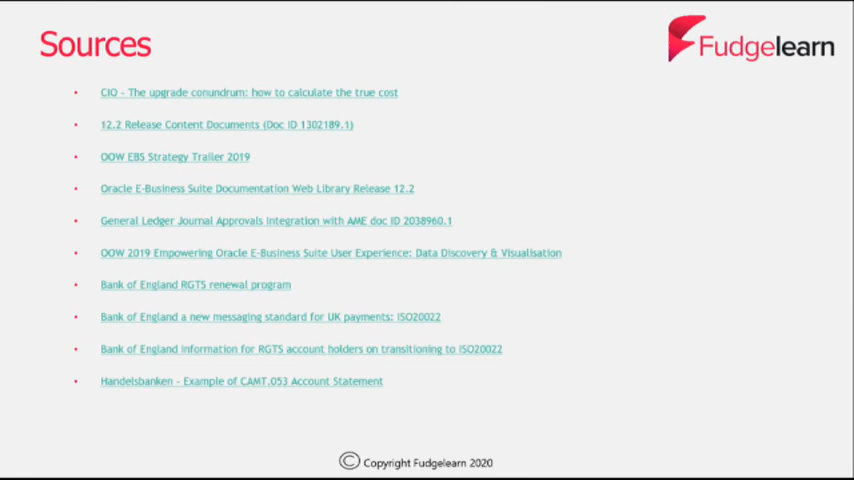 Sources
Fudgelearn
• CIO - The upgrade conundrum: how to calculate the true cost
• 12.2 Release Content Documents (Doc ID 1302189.1)
• OOW EBS Strategy Trailer 2019
• Oracle E-Business Suite Documentation Web Library Release 12.2
• General Ledger Journal Approvals Integration with AME doc ID 2038960.1
• OOW 2019 Empowering Oracle E-Business Suite User Experience: Data Discovery & Visualisation
• Bank of England RGTS renewal program
• Bank of England a new messaging standard for UK payments: ISO20022
• Bank of England information for RGTS account holders on transitioning to ISO20022
• Handelsbanken - Example of CAMT.053 Account Statement
© Copyright Fudgelearn 2020